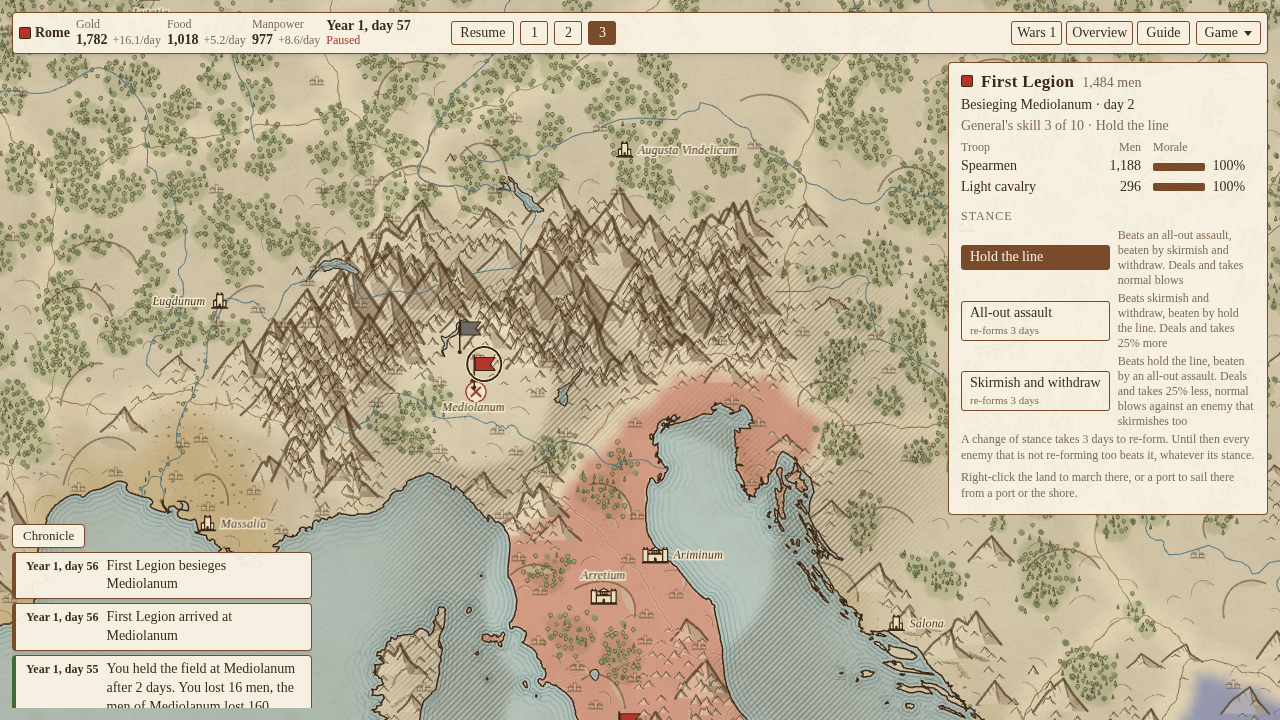 Rome
Gold
1,782 +16.1/day
Food
1,018 +5.2/day
Manpower
977 +8.6/day
Year 1, day 57
Paused
Resume
1
2
3
Wars 1
Overview
Guide
Game
First Legion 1,484 men
Besieging Mediolanum · day 2
General's skill 3 of 10 · Hold the line
Troop Men Morale
Spearmen 1,188 100%
Light cavalry 296 100%
STANCE
Hold the line
Beats an all-out assault,
beaten by skirmish and
withdraw. Deals and takes
normal blows
All-out assault
re-forms 3 days
Beats skirmish and
withdraw, beaten by hold
the line. Deals and takes
25% more
Skirmish and withdraw
re-forms 3 days
Beats hold the line, beaten
by an all-out assault. Deals
and takes 25% less, normal
blows against an enemy that
skirmishes too
A change of stance takes 3 days to re-form. Until then every
enemy that is not re-forming too beats it, whatever its stance.
Right-click the land to march there, or a port to sail there
from a port or the shore.
Augusta Vindelicum
Lugdunum
Mediolanum
Massalia
Ariminum
Arretium
Salona
Chronicle
Year 1, day 56 First Legion besieges
Mediolanum
Year 1, day 56 First Legion arrived at
Mediolanum
Year 1, day 55 You held the field at Mediolanum
after 2 days. You lost 16 men, the
men of Mediolanum lost 160